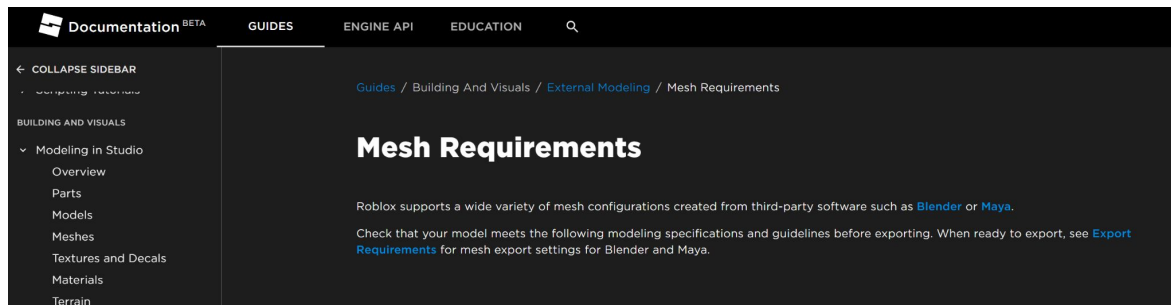 Documentation BETA
GUIDES
ENGINE API
EDUCATION
← COLLAPSE SIDEBAR
Scripting Tutorials
BUILDING AND VISUALS
Modeling in Studio
Overview
Parts
Models
Meshes
Textures and Decals
Materials
Terrain
Guides / Building And Visuals / External Modeling / Mesh Requirements
Mesh Requirements
Roblox supports a wide variety of mesh configurations created from third-party software such as Blender or Maya.
Check that your model meets the following modeling specifications and guidelines before exporting. When ready to export, see Export
Requirements for mesh export settings for Blender and Maya.